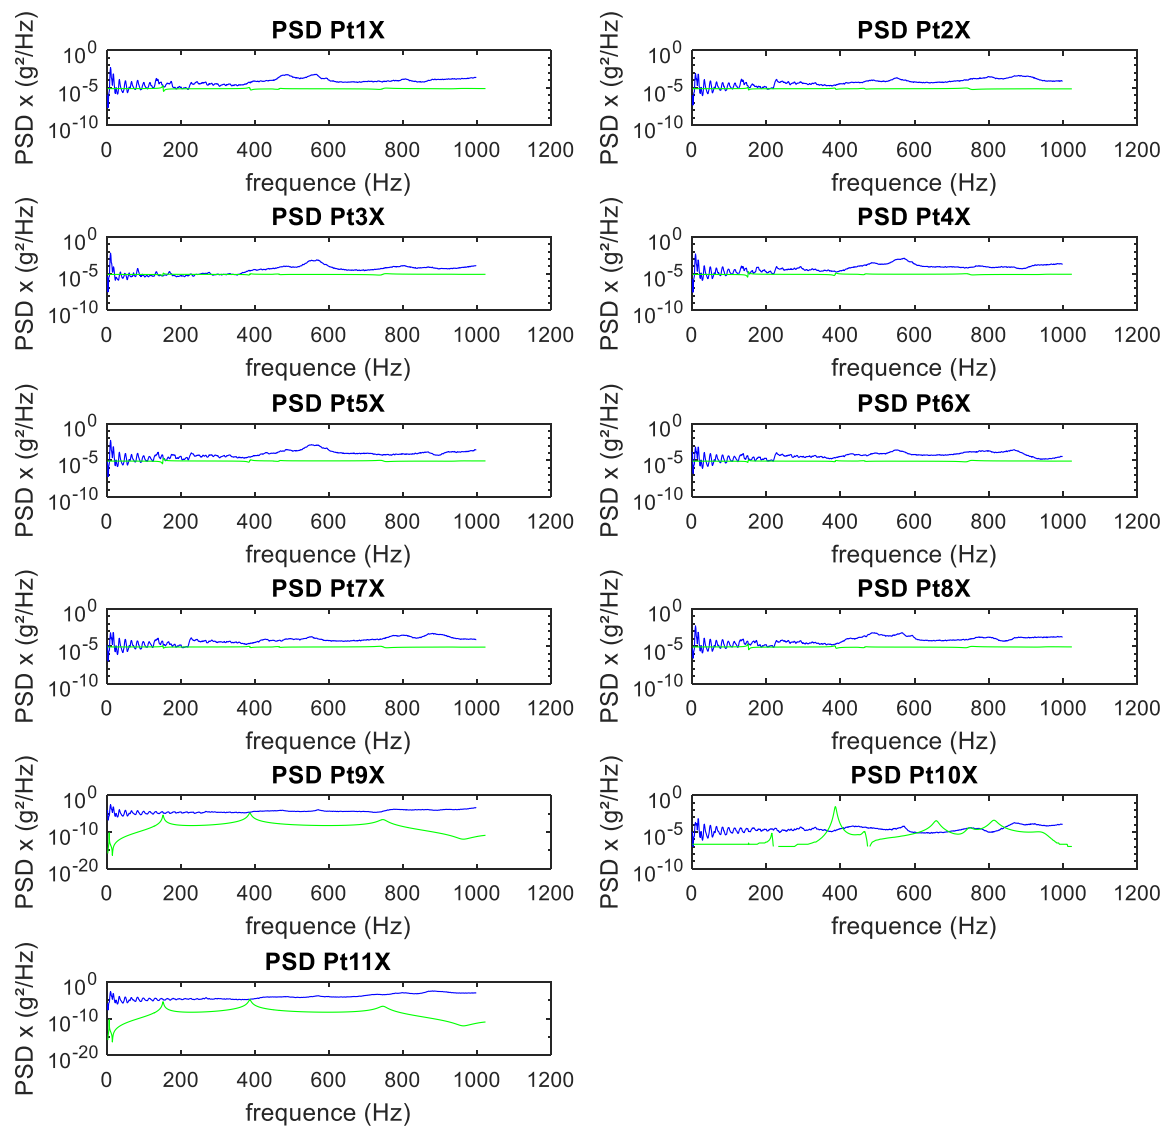 PSD Pt1X
PSD x (g²/Hz)
10^0
10^-5
10^-10
0 200 400 600 800 1000 1200
frequence (Hz)
PSD Pt2X
PSD x (g²/Hz)
10^0
10^-5
10^-10
0 200 400 600 800 1000 1200
frequence (Hz)
PSD Pt3X
PSD x (g²/Hz)
10^0
10^-5
10^-10
0 200 400 600 800 1000 1200
frequence (Hz)
PSD Pt4X
PSD x (g²/Hz)
10^0
10^-5
10^-10
0 200 400 600 800 1000 1200
frequence (Hz)
PSD Pt5X
PSD x (g²/Hz)
10^0
10^-5
10^-10
0 200 400 600 800 1000 1200
frequence (Hz)
PSD Pt6X
PSD x (g²/Hz)
10^0
10^-5
10^-10
0 200 400 600 800 1000 1200
frequence (Hz)
PSD Pt7X
PSD x (g²/Hz)
10^0
10^-5
10^-10
0 200 400 600 800 1000 1200
frequence (Hz)
PSD Pt8X
PSD x (g²/Hz)
10^0
10^-5
10^-10
0 200 400 600 800 1000 1200
frequence (Hz)
PSD Pt9X
PSD x (g²/Hz)
10^0
10^-10
10^-20
0 200 400 600 800 1000 1200
frequence (Hz)
PSD Pt10X
PSD x (g²/Hz)
10^0
10^-5
10^-10
0 200 400 600 800 1000 1200
frequence (Hz)
PSD Pt11X
PSD x (g²/Hz)
10^0
10^-10
10^-20
0 200 400 600 800 1000 1200
frequence (Hz)